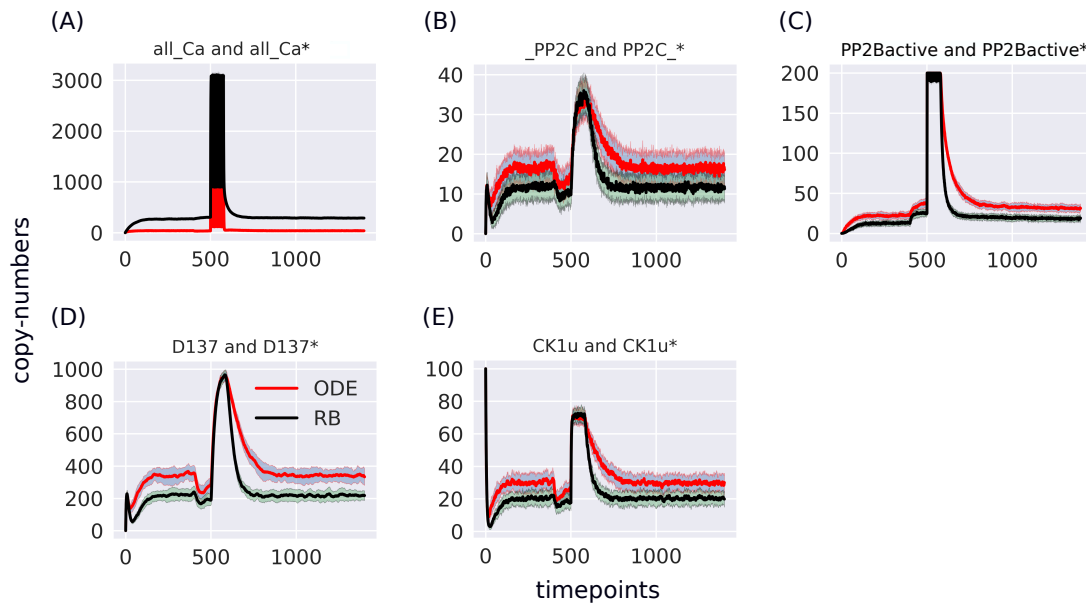 (A)
all_Ca and all_Ca*
3000
2000
1000
0
0 500 1000
(B)
_PP2C and PP2C_*
40
30
20
10
0
0 500 1000
(C)
PP2Bactive and PP2Bactive*
200
150
100
50
0
0 500 1000
(D)
D137 and D137*
1000
800
600
400
200
0
0 500 1000
ODE
RB
(E)
CK1u and CK1u*
100
80
60
40
20
0
0 500 1000
copy-numbers
timepoints